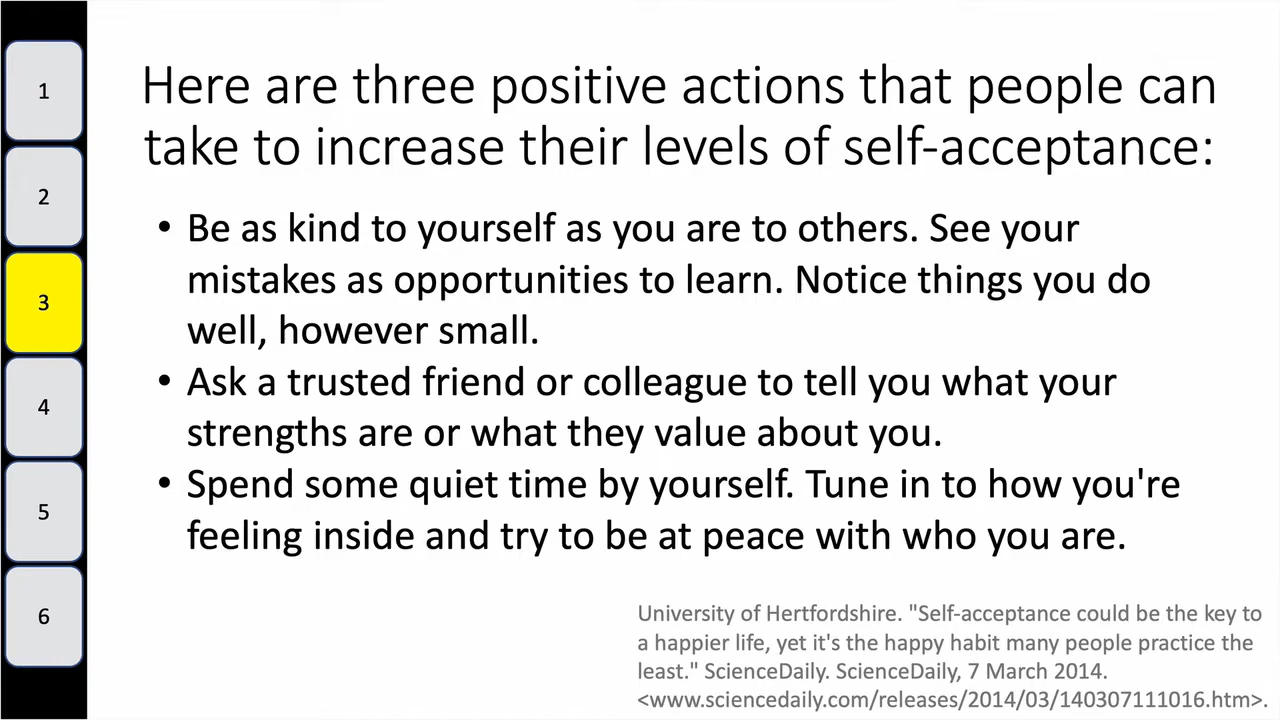 1
2
3
4
5
6
Here are three positive actions that people can
take to increase their levels of self-acceptance:
• Be as kind to yourself as you are to others. See your
mistakes as opportunities to learn. Notice things you do
well, however small.
• Ask a trusted friend or colleague to tell you what your
strengths are or what they value about you.
• Spend some quiet time by yourself. Tune in to how you're
feeling inside and try to be at peace with who you are.
University of Hertfordshire. "Self-acceptance could be the key to
a happier life, yet it's the happy habit many people practice the
least." ScienceDaily. ScienceDaily, 7 March 2014.
<www.sciencedaily.com/releases/2014/03/140307111016.htm>.